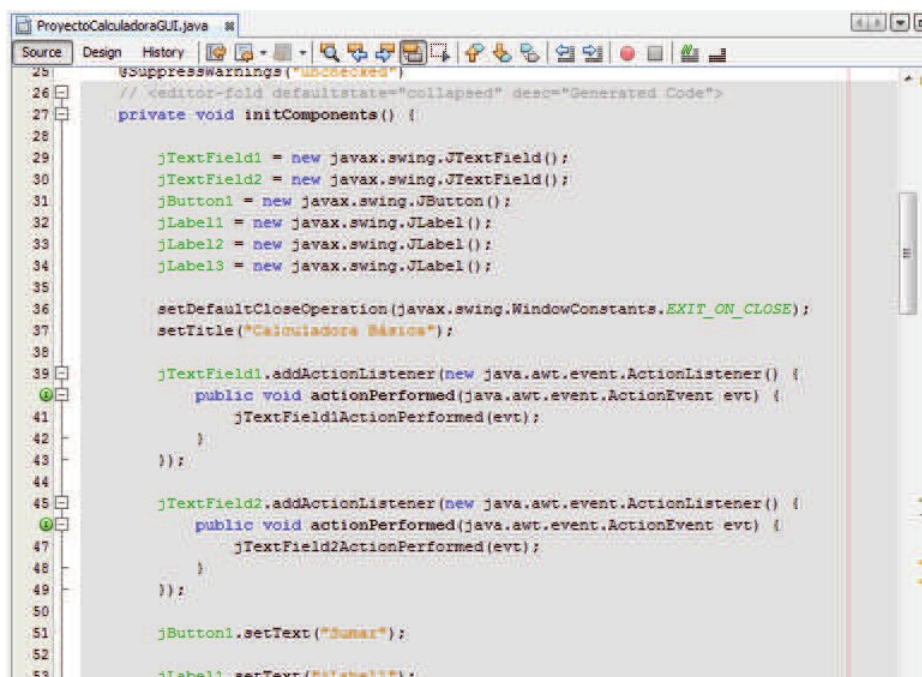 ProyectoCalculadoraGUI.java
Source Design History
25 @SuppressWarnings("unchecked")
26 // <editor-fold defaultstate="collapsed" desc="Generated Code">
27 private void initComponents() {
28
29 jTextField1 = new javax.swing.JTextField();
30 jTextField2 = new javax.swing.JTextField();
31 jButton1 = new javax.swing.JButton();
32 jLabel1 = new javax.swing.JLabel();
33 jLabel2 = new javax.swing.JLabel();
34 jLabel3 = new javax.swing.JLabel();
35
36 setDefaultCloseOperation(javax.swing.WindowConstants.EXIT_ON_CLOSE);
37 setTitle("Calculadora Básica");
38
39 jTextField1.addActionListener(new java.awt.event.ActionListener() {
public void actionPerformed(java.awt.event.ActionEvent evt) {
41 jTextField1ActionPerformed(evt);
42 }
43 });
44
45 jTextField2.addActionListener(new java.awt.event.ActionListener() {
public void actionPerformed(java.awt.event.ActionEvent evt) {
47 jTextField2ActionPerformed(evt);
48 }
49 });
50
51 jButton1.setText("Sumar");
52
53 jLabel1.setText("jLabel1");